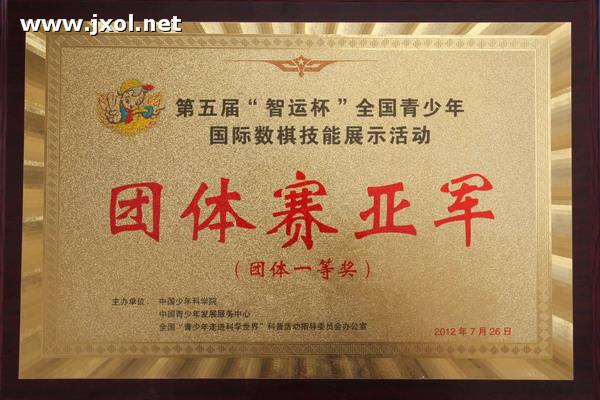 www.jxol.net
第五届“智运杯”全国青少年
国际数棋技能展示活动
团体赛亚军
（团体一等奖）
主办单位：中国少年科学院
中国青少年发展服务中心
全国“青少年走进科学世界”科普活动指导委员会办公室
2012年7月26日